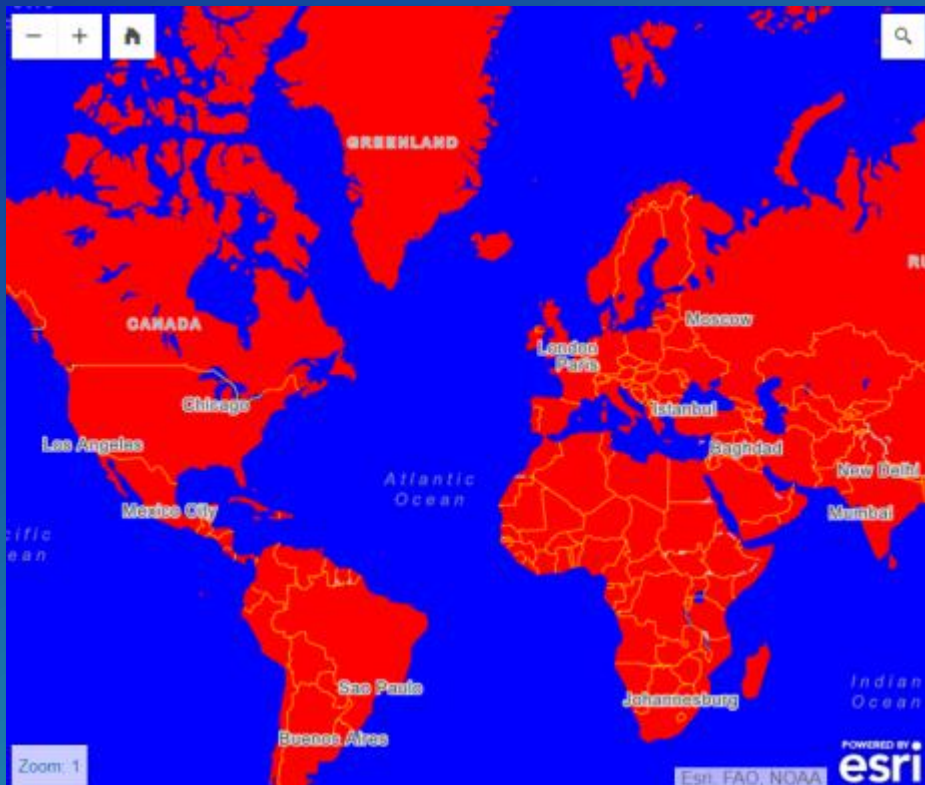 GREENLAND
CANADA
Moscow
London
Paris
Chicago
Istanbul
Los Angeles
Baghdad
New Delhi
Atlantic
Ocean
Mexico City
Mumbai
Sao Paulo
Johannesburg
Indian
Ocean
Buenos Aires
Zoom: 1
Esri, FAO, NOAA
POWERED BY
esri